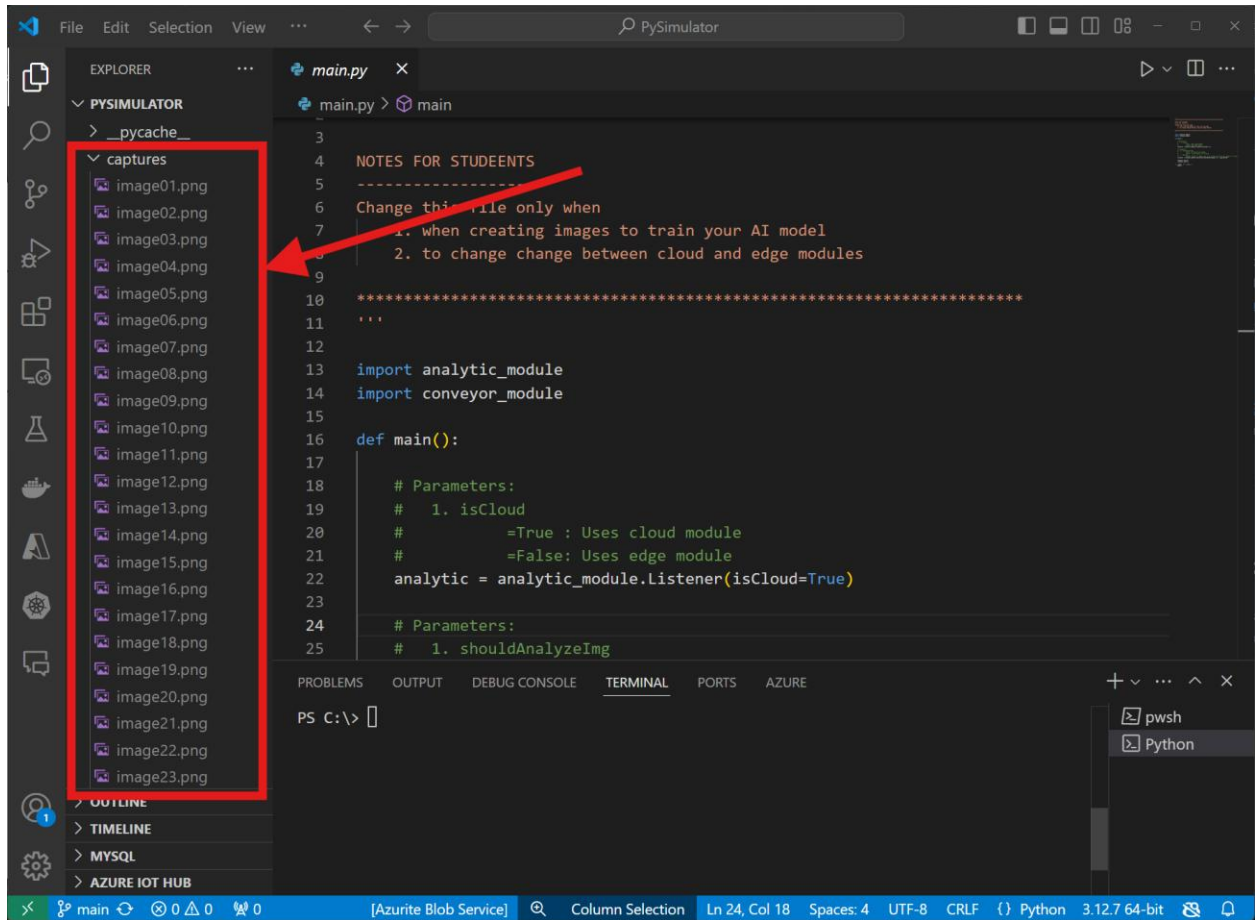 File Edit Selection View ··· PySimulator
EXPLORER ···
PYSIMULATOR
__pycache__
captures
image01.png
image02.png
image03.png
image04.png
image05.png
image06.png
image07.png
image08.png
image09.png
image10.png
image11.png
image12.png
image13.png
image14.png
image15.png
image16.png
image17.png
image18.png
image19.png
image20.png
image21.png
image22.png
image23.png
OUTLINE
TIMELINE
MYSQL
AZURE IOT HUB
main.py
main.py > main
3
4 NOTES FOR STUDEENTS
5 ------------------
6 Change this file only when
7 1. when creating images to train your AI model
8 2. to change change between cloud and edge modules
9
10 ***********************************************************************
11 '''
12
13 import analytic_module
14 import conveyor_module
15
16 def main():
17
18 # Parameters:
19 # 1. isCloud
20 # =True : Uses cloud module
21 # =False: Uses edge module
22 analytic = analytic_module.Listener(isCloud=True)
23
24 # Parameters:
25 # 1. shouldAnalyzeImg
PROBLEMS OUTPUT DEBUG CONSOLE TERMINAL PORTS AZURE
PS C:\>
pwsh
Python
1
main 0 0 0 [Azurite Blob Service] Column Selection Ln 24, Col 18 Spaces: 4 UTF-8 CRLF {} Python 3.12.7 64-bit